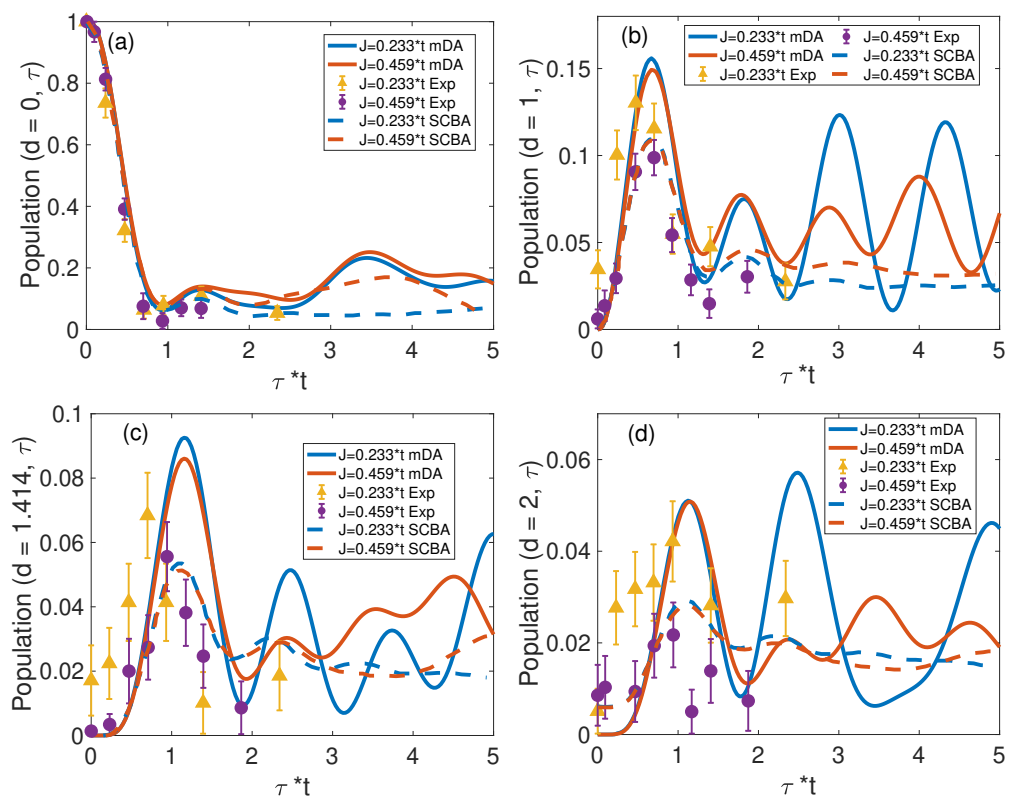 (a)
Population (d = 0, τ)
1
0.8
0.6
0.4
0.2
0
J=0.233*t mDA
J=0.459*t mDA
J=0.233*t Exp
J=0.459*t Exp
J=0.233*t SCBA
J=0.459*t SCBA
0 1 2 3 4 5
τ *t
(b)
Population (d = 1, τ)
0.15
0.1
0.05
0
J=0.233*t mDA J=0.459*t Exp
J=0.459*t mDA J=0.233*t SCBA
J=0.233*t Exp J=0.459*t SCBA
0 1 2 3 4 5
τ *t
(c)
Population (d = 1.414, τ)
0.1
0.08
0.06
0.04
0.02
0
J=0.233*t mDA
J=0.459*t mDA
J=0.233*t Exp
J=0.459*t Exp
J=0.233*t SCBA
J=0.459*t SCBA
0 1 2 3 4 5
τ *t
(d)
Population (d = 2, τ)
0.06
0.04
0.02
0
J=0.233*t mDA
J=0.459*t mDA
J=0.233*t Exp
J=0.459*t Exp
J=0.233*t SCBA
J=0.459*t SCBA
0 1 2 3 4 5
τ *t